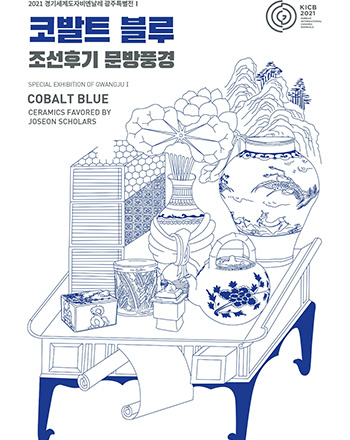 2021 경기세계도자비엔날레 광주특별전 I
코발트 블루
조선후기 문방풍경
SPECIAL EXHIBITION OF GWANGJU I
COBALT BLUE
CERAMICS FAVORED BY
JOSEON SCHOLARS
KICB
2021